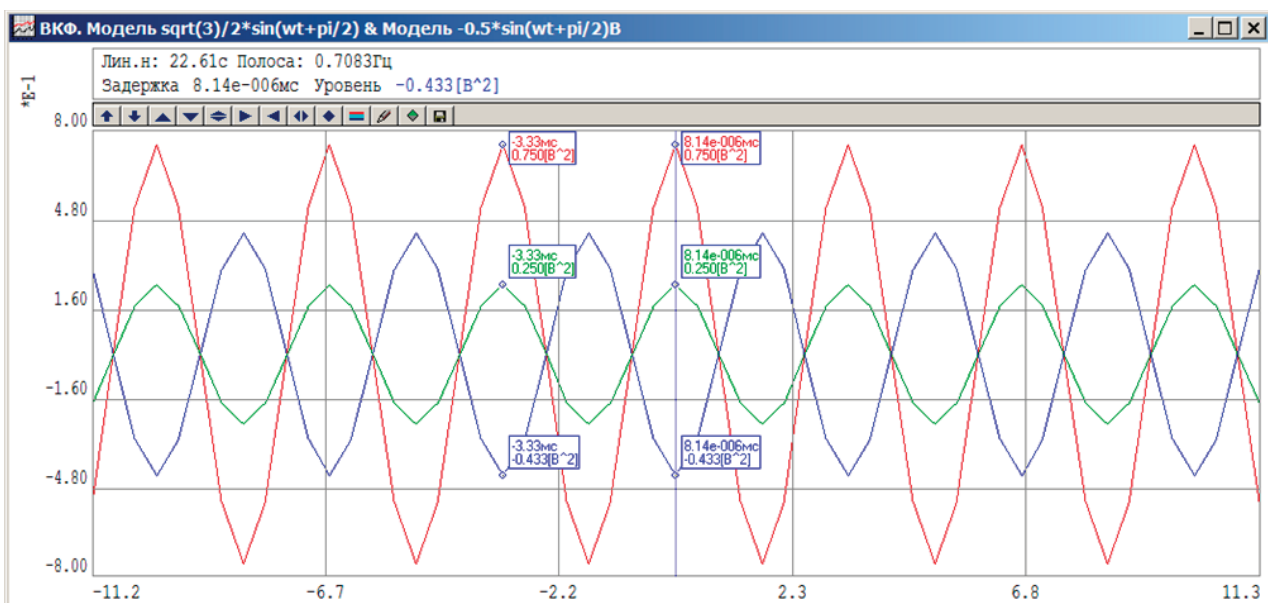 ВКФ. Модель sqrt(3)/2*sin(wt+pi/2) & Модель -0.5*sin(wt+pi/2)В
Лин.н: 22.61с Полоса: 0.7083Гц
Задержка 8.14e-006мс Уровень -0.433[В^2]
*E-1
8.00
4.80
1.60
-1.60
-4.80
-8.00
-3.33мс
0.750[В^2]
8.14e-006мс
0.750[В^2]
-3.33мс
0.250[В^2]
8.14e-006мс
0.250[В^2]
-3.33мс
-0.433[В^2]
8.14e-006мс
-0.433[В^2]
-11.2 -6.7 -2.2 2.3 6.8 11.3